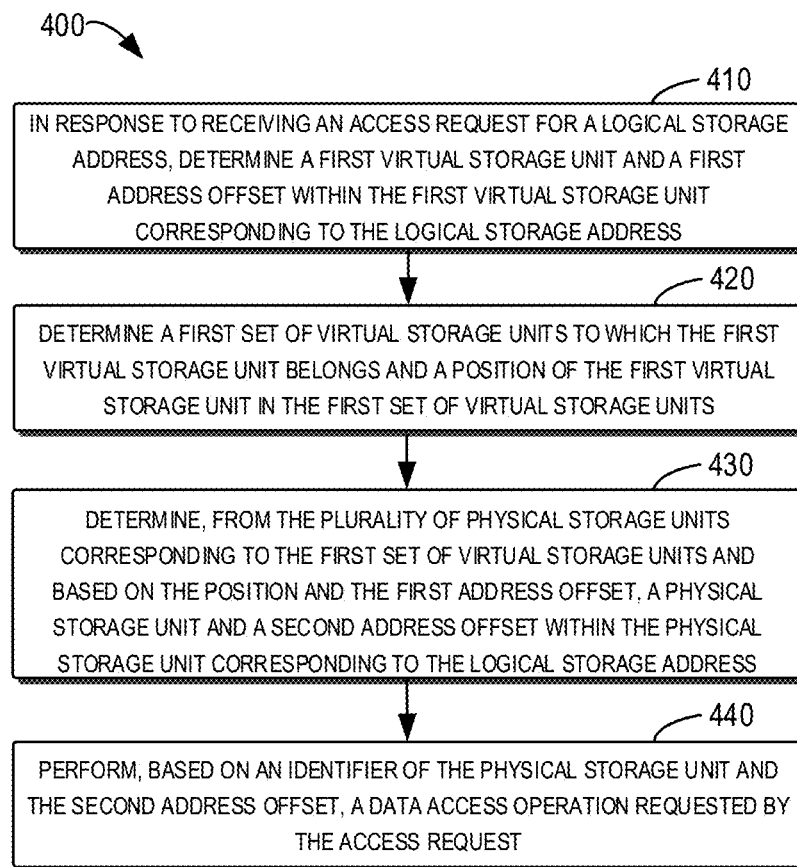 400
410
IN RESPONSE TO RECEIVING AN ACCESS REQUEST FOR A LOGICAL STORAGE
ADDRESS, DETERMINE A FIRST VIRTUAL STORAGE UNIT AND A FIRST
ADDRESS OFFSET WITHIN THE FIRST VIRTUAL STORAGE UNIT
CORRESPONDING TO THE LOGICAL STORAGE ADDRESS
420
DETERMINE A FIRST SET OF VIRTUAL STORAGE UNITS TO WHICH THE FIRST
VIRTUAL STORAGE UNIT BELONGS AND A POSITION OF THE FIRST VIRTUAL
STORAGE UNIT IN THE FIRST SET OF VIRTUAL STORAGE UNITS
430
DETERMINE, FROM THE PLURALITY OF PHYSICAL STORAGE UNITS
CORRESPONDING TO THE FIRST SET OF VIRTUAL STORAGE UNITS AND
BASED ON THE POSITION AND THE FIRST ADDRESS OFFSET, A PHYSICAL
STORAGE UNIT AND A SECOND ADDRESS OFFSET WITHIN THE PHYSICAL
STORAGE UNIT CORRESPONDING TO THE LOGICAL STORAGE ADDRESS
440
PERFORM, BASED ON AN IDENTIFIER OF THE PHYSICAL STORAGE UNIT AND
THE SECOND ADDRESS OFFSET, A DATA ACCESS OPERATION REQUESTED BY
THE ACCESS REQUEST